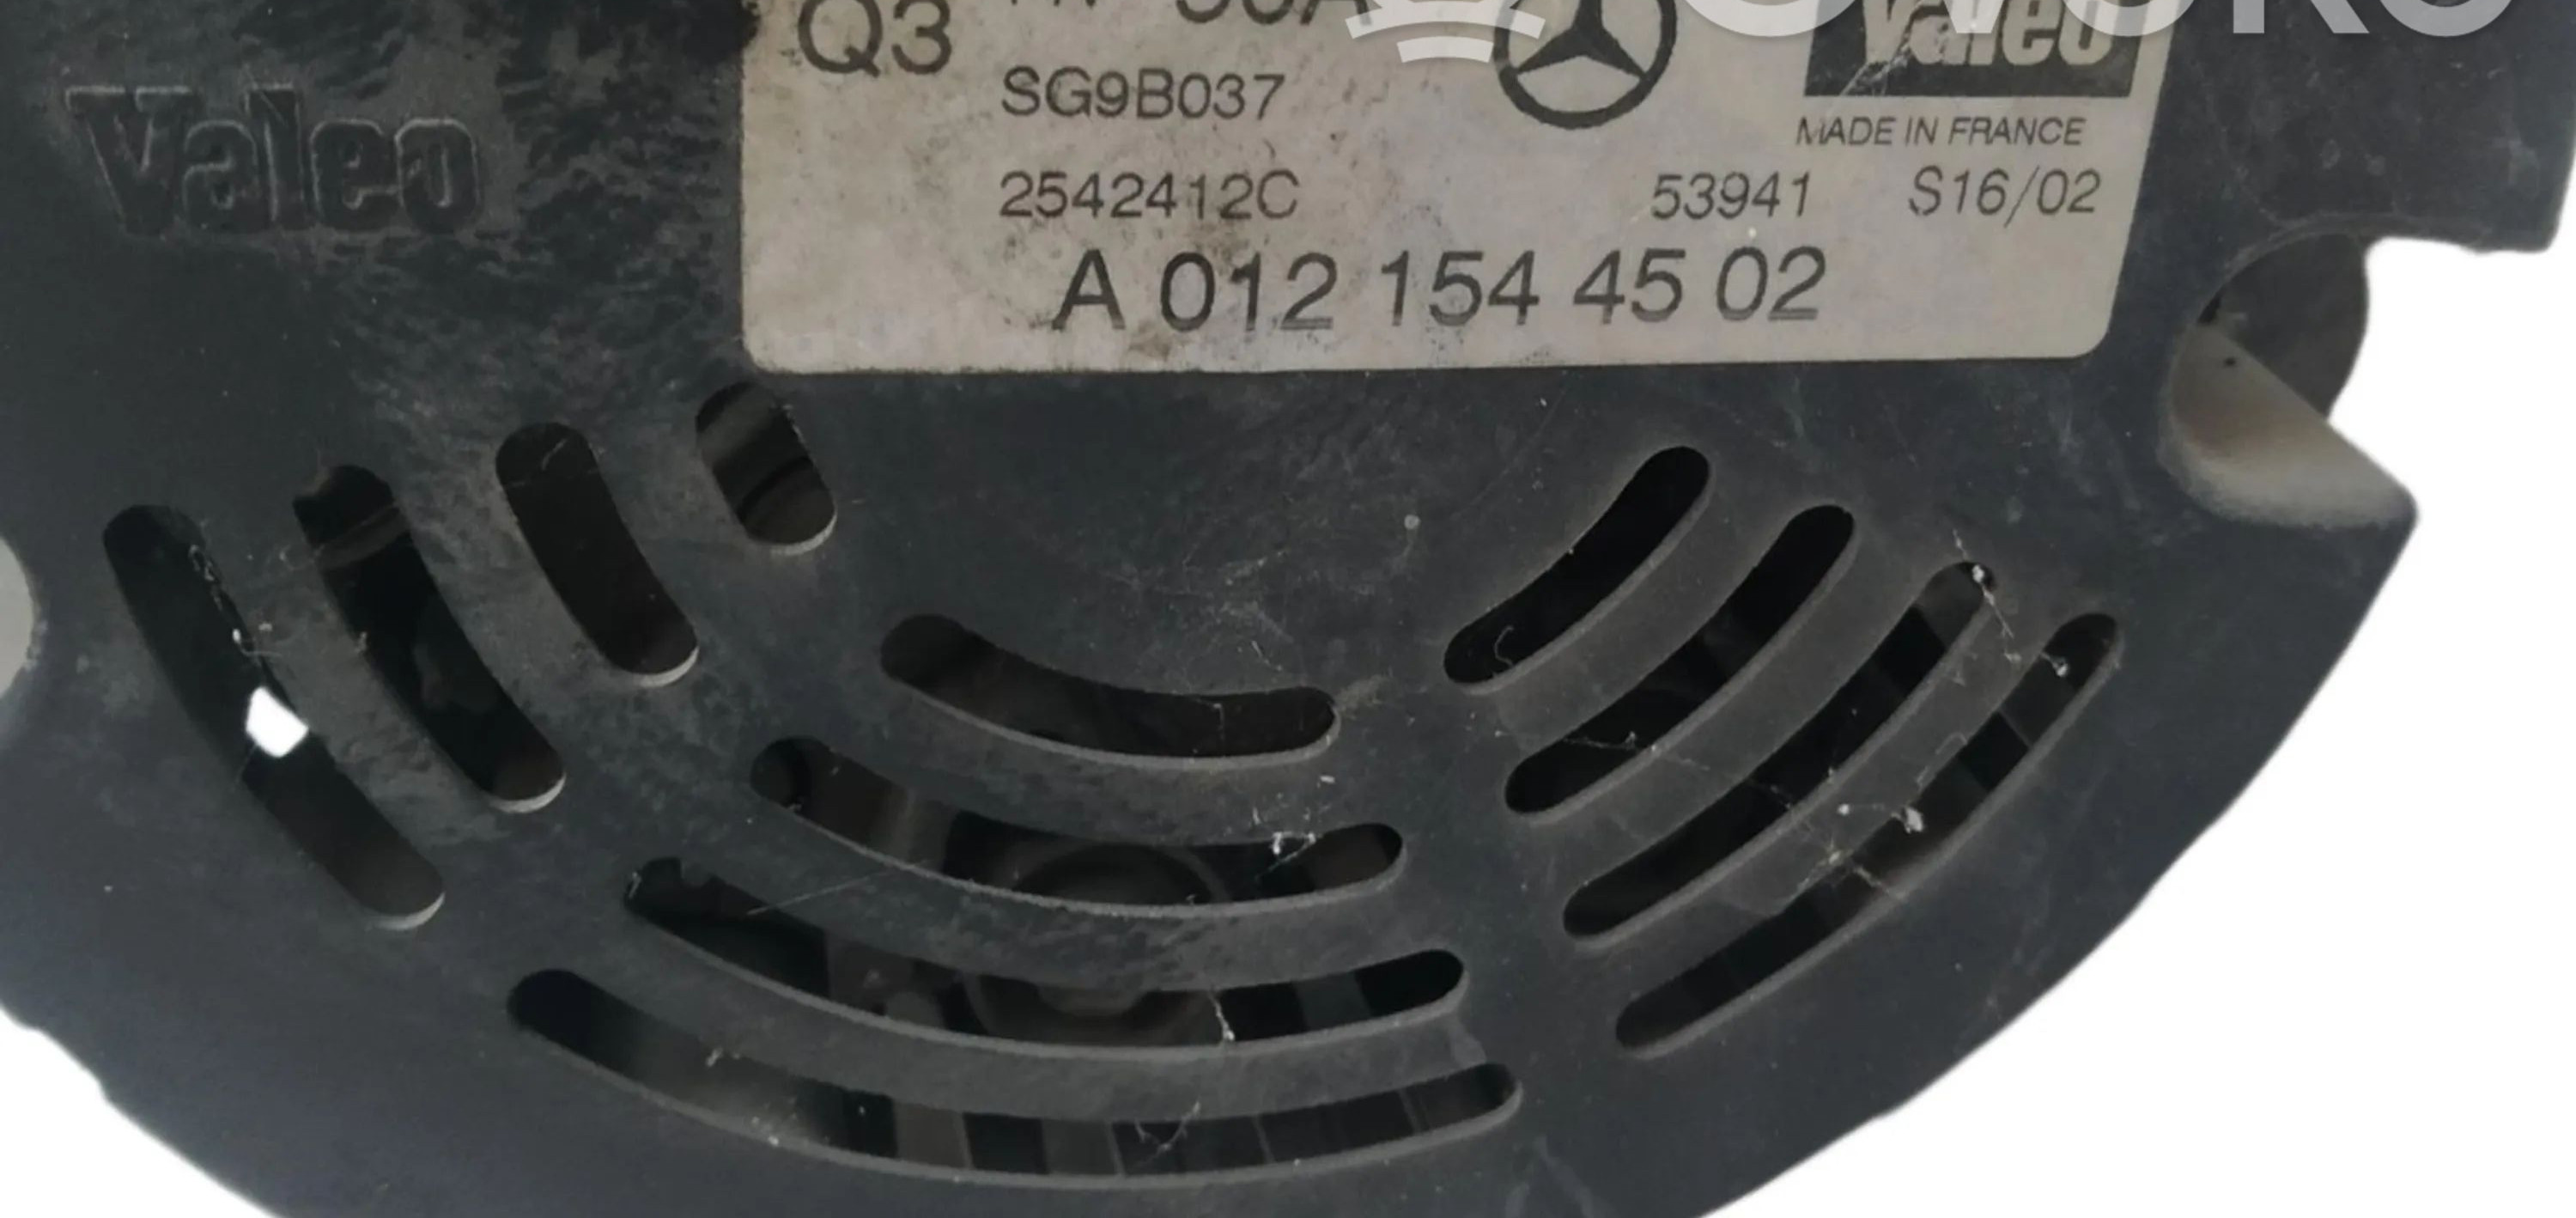 Q3
SG9B037
Valeo
MADE IN FRANCE
Valeo
2542412C 53941 S16/02
A 012 154 45 02